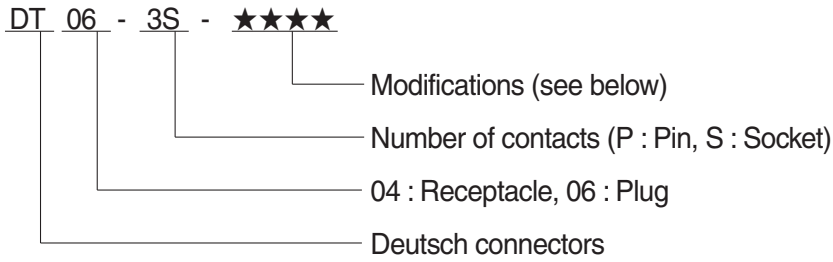 DT 06 - 3S - ★★★★
Modifications (see below)
Number of contacts (P : Pin, S : Socket)
04 : Receptacle, 06 : Plug
Deutsch connectors